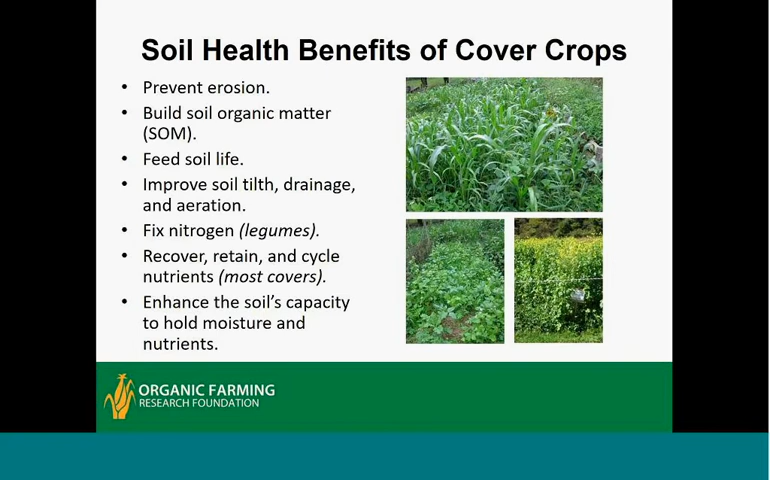 Soil Health Benefits of Cover Crops
• Prevent erosion.
• Build soil organic matter
(SOM).
• Feed soil life.
• Improve soil tilth, drainage,
and aeration.
• Fix nitrogen (legumes).
• Recover, retain, and cycle
nutrients (most covers).
• Enhance the soil's capacity
to hold moisture and
nutrients.
ORGANIC FARMING
RESEARCH FOUNDATION